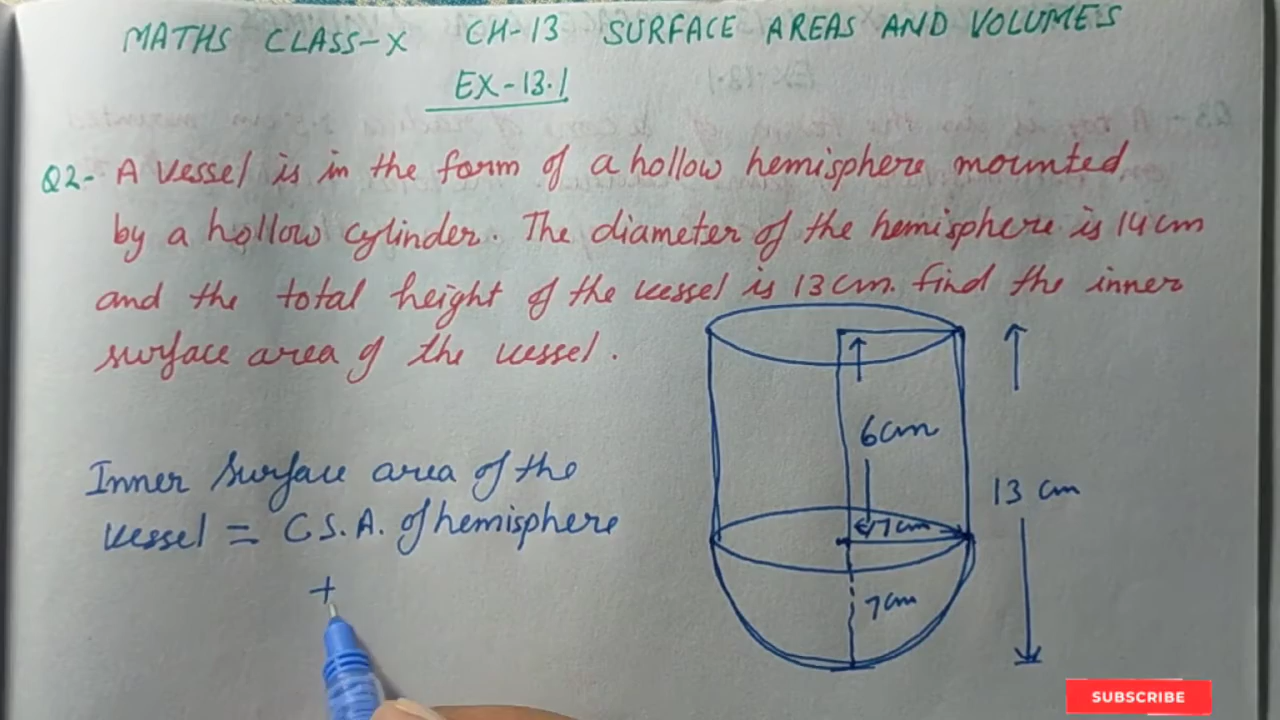 MATHS CLASS-X CH-13 SURFACE AREAS AND VOLUMES
EX-13.1
Q2- A vessel is in the form of a hollow hemisphere mounted
by a hollow cylinder. The diameter of the hemisphere is 14 cm
and the total height of the vessel is 13 cm. find the inner
surface area of the vessel.
6cm
Inner Surface area of the
13 cm
vessel = C.S.A. of hemisphere
7cm
+
7cm
SUBSCRIBE